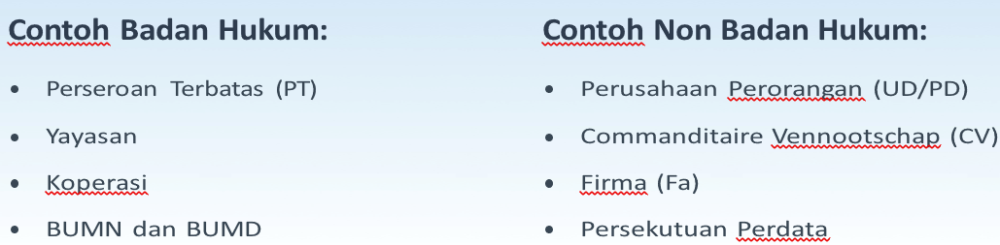 Contoh Badan Hukum:
• Perseroan Terbatas (PT)
• Yayasan
• Koperasi
• BUMN dan BUMD
Contoh Non Badan Hukum:
• Perusahaan Perorangan (UD/PD)
• Commanditaire Vennootschap (CV)
• Firma (Fa)
• Persekutuan Perdata